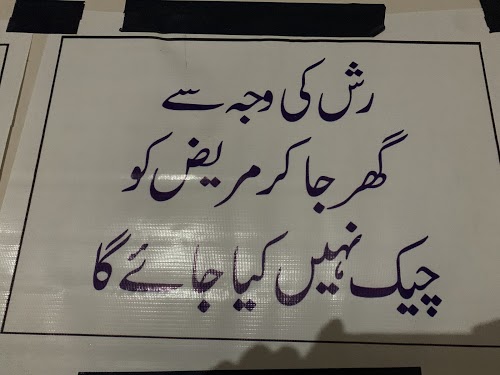 رش کی وجہ سے
گھر جا کر مریض کو
چیک نہیں کیا جائے گا